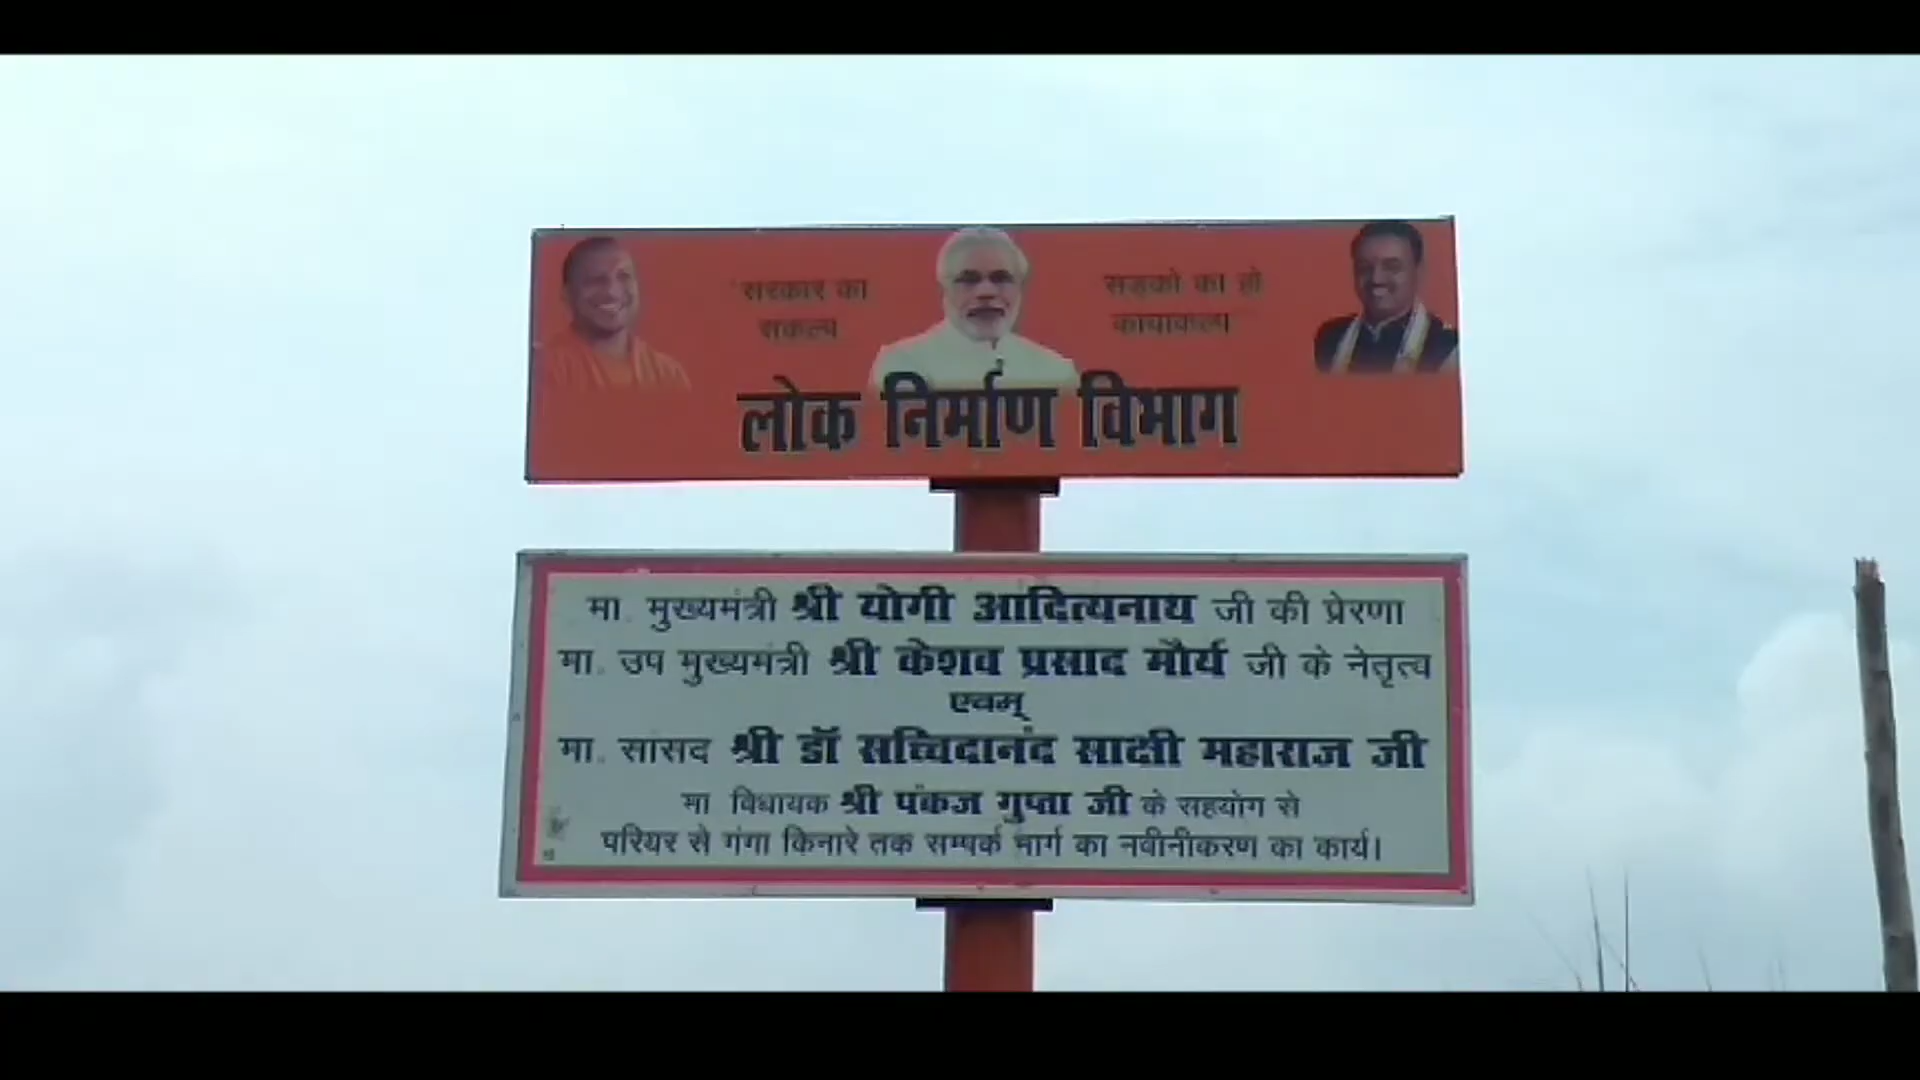 "सरकार का
संकल्प
सड़को का हो
कायाकल्प"
लोक निर्माण विभाग
मा. मुख्यमंत्री श्री योगी आदित्यनाथ जी की प्रेरणा
मा. उप मुख्यमंत्री श्री केशव प्रसाद मौर्य जी के नेतृत्व
एवम्
मा. सांसद श्री डॉ सच्चिदानंद साक्षी महाराज जी
मा विधायक श्री पंकज गुप्ता जी के सहयोग से
परियर से गंगा किनारे तक सम्पर्क मार्ग का नवीनीकरण का कार्य।